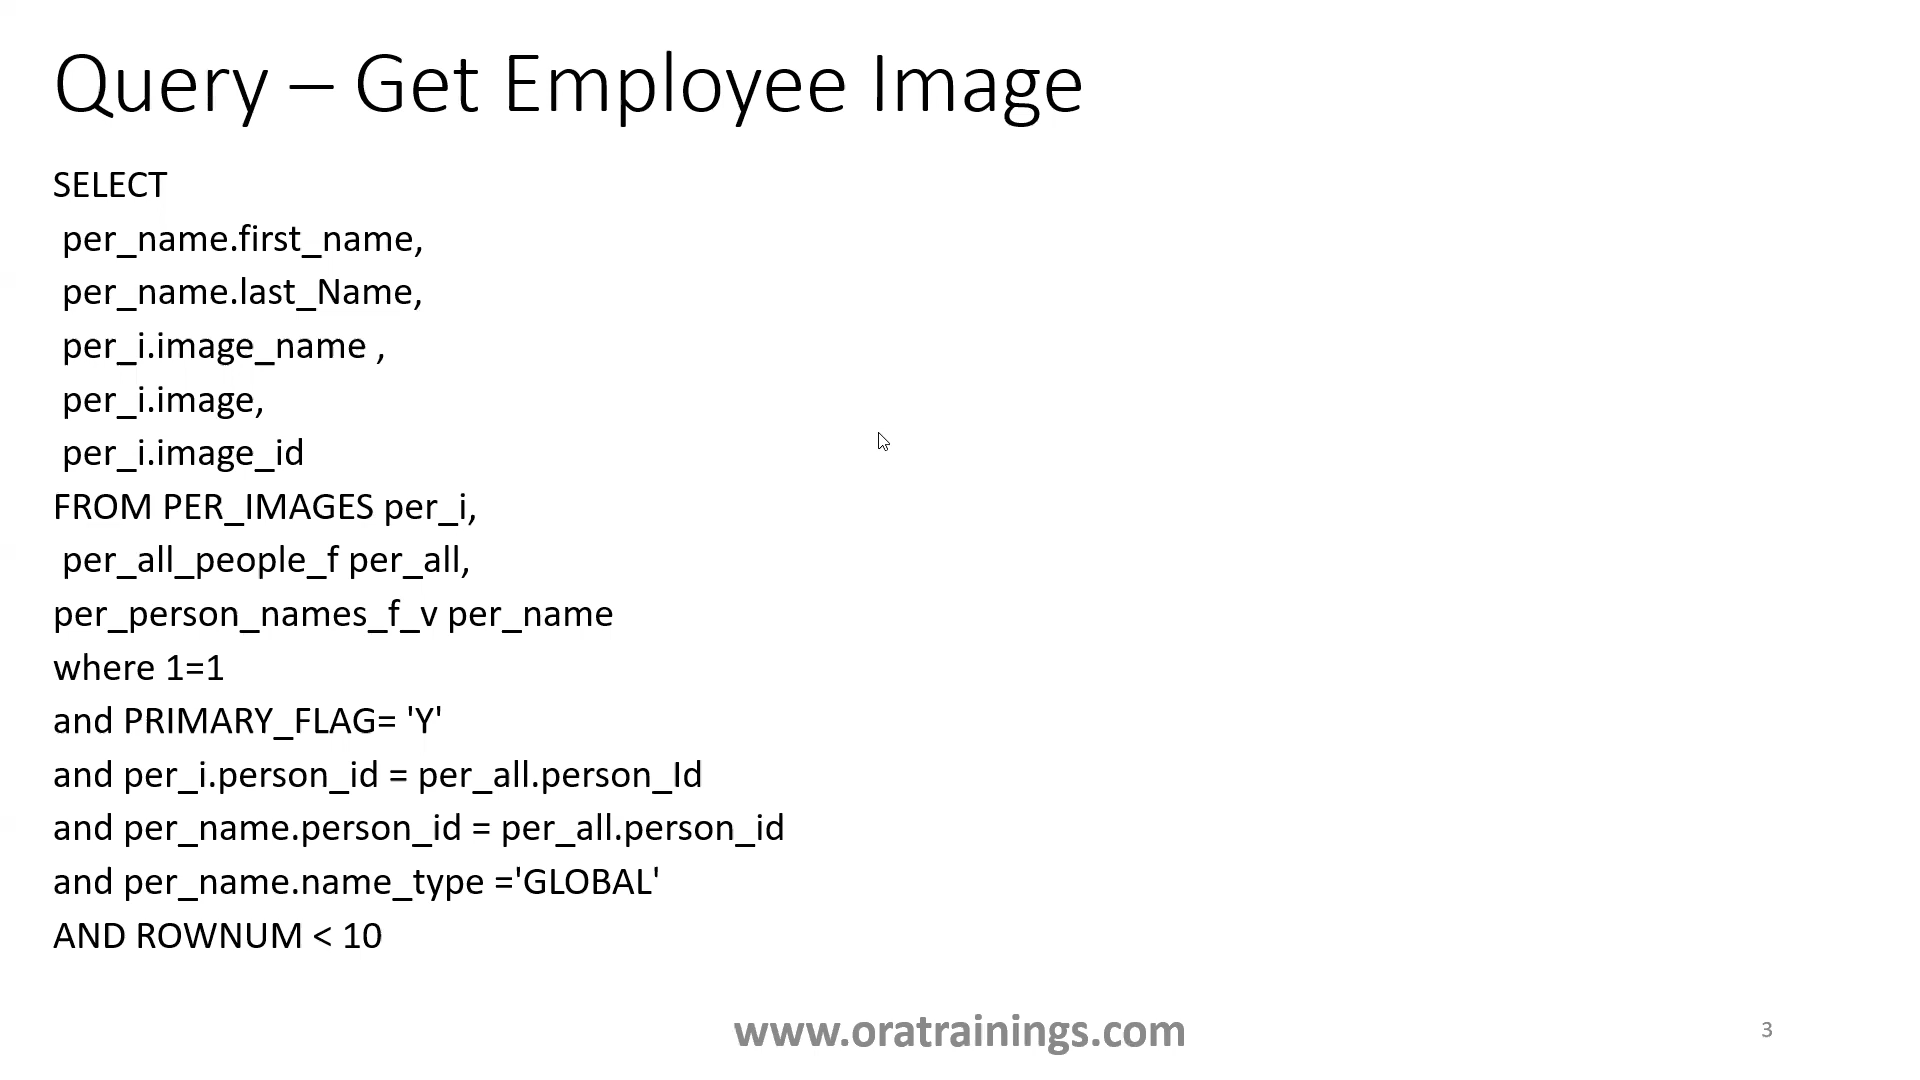 Query – Get Employee Image
SELECT
per_name.first_name,
per_name.last_Name,
per_i.image_name ,
per_i.image,
per_i.image_id
FROM PER_IMAGES per_i,
per_all_people_f per_all,
per_person_names_f_v per_name
where 1=1
and PRIMARY_FLAG= 'Y'
and per_i.person_id = per_all.person_Id
and per_name.person_id = per_all.person_id
and per_name.name_type ='GLOBAL'
AND ROWNUM < 10
www.oratrainings.com
3